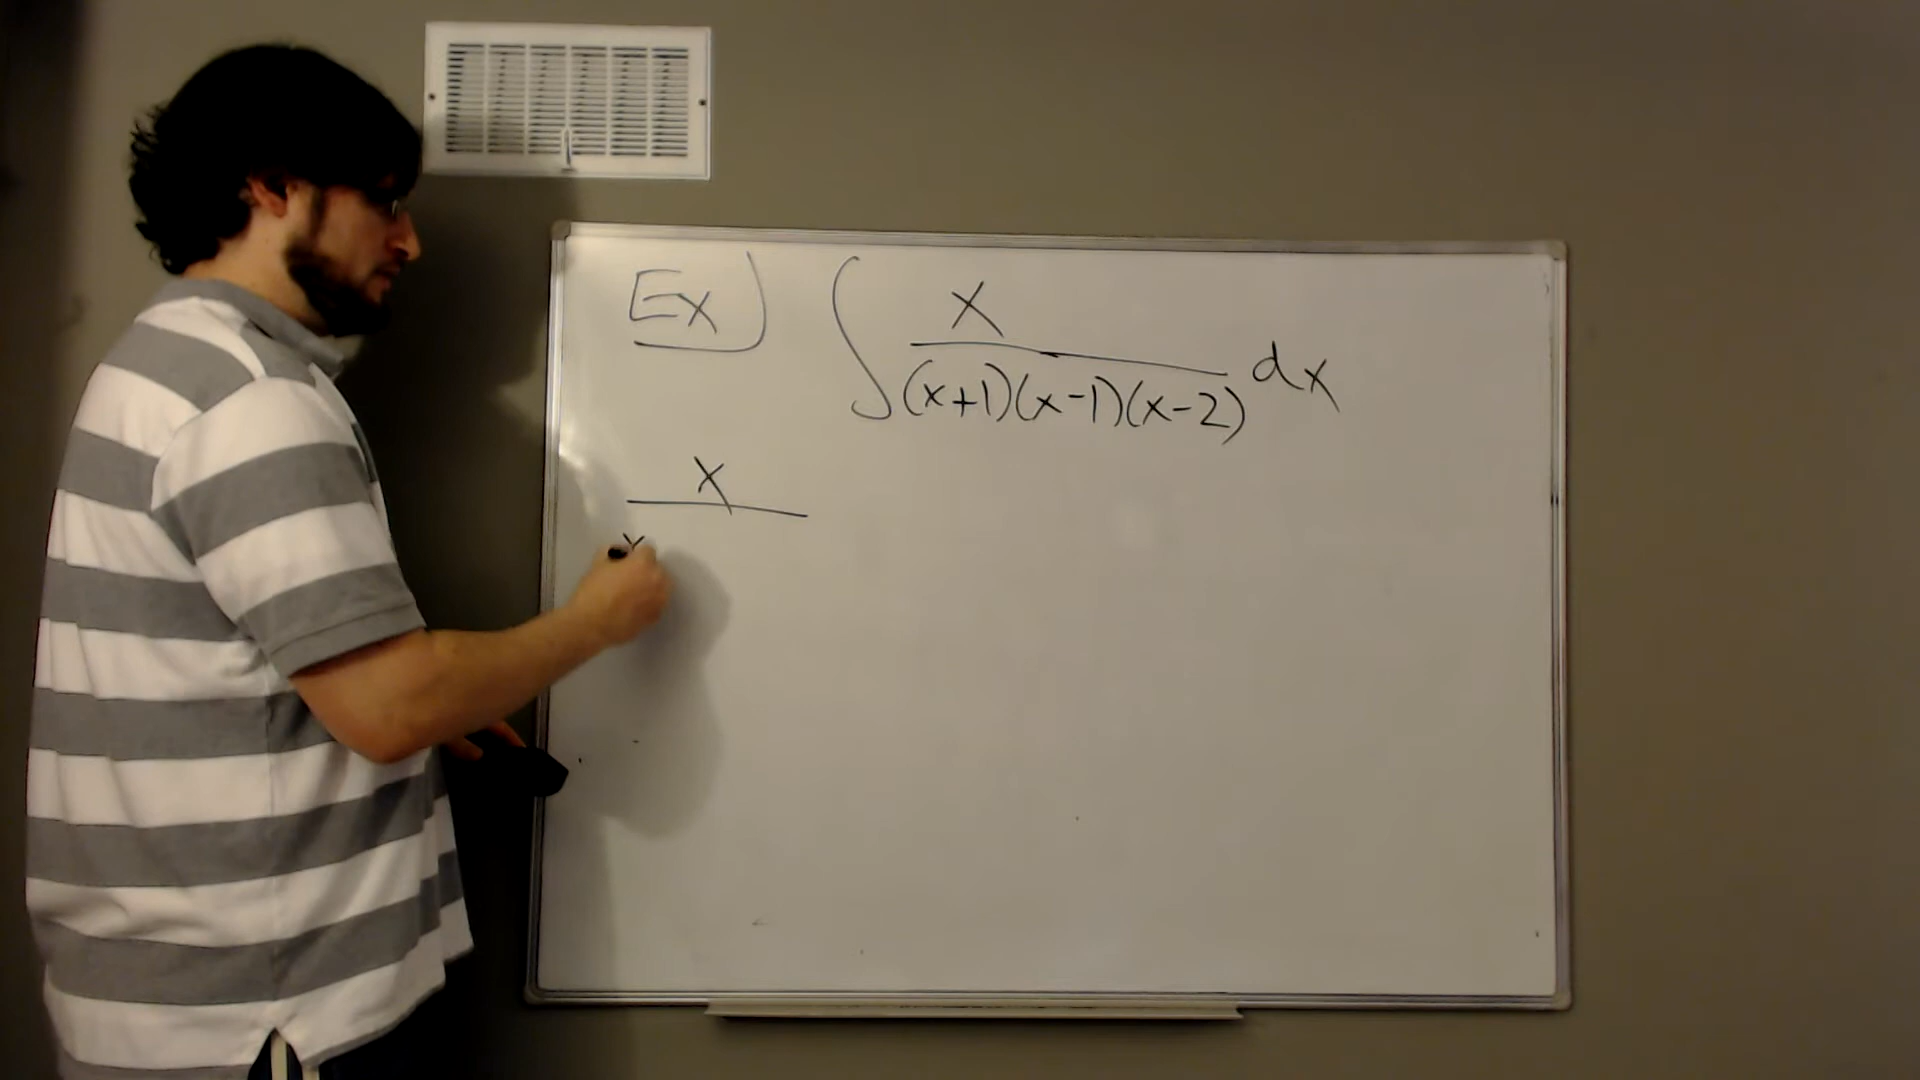 Ex) ∫ x / (x+1)(x-1)(x-2) dx
x
x